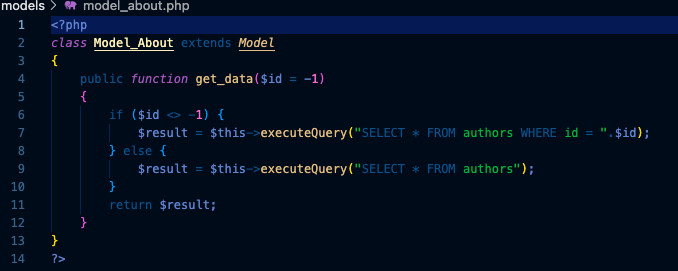 models > model_about.php
1 <?php
2 class Model_About extends Model
3 {
4     public function get_data($id = -1)
5     {
6         if ($id <> -1) {
7             $result = $this->executeQuery("SELECT * FROM authors WHERE id = ".$id);
8         } else {
9             $result = $this->executeQuery("SELECT * FROM authors");
10         }
11         return $result;
12     }
13 }
14 ?>